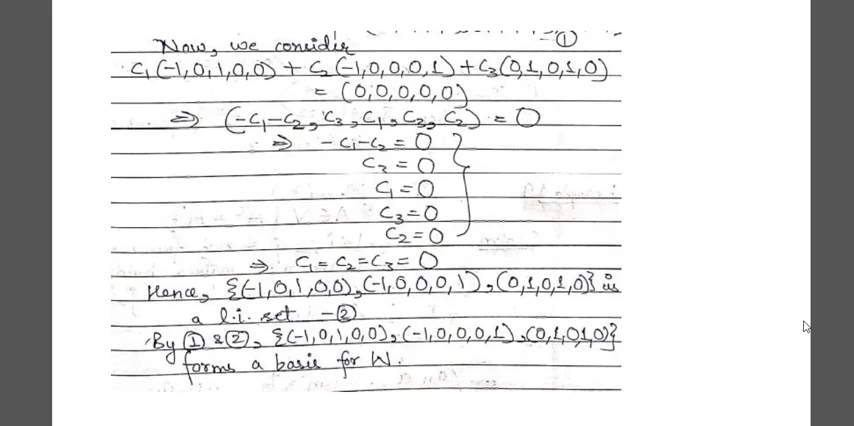 -①
Now, we consider
C₁(-1,0,1,0,0) + C₂(-1,0,0,0,1) + C₃(0,1,0,1,0)
= (0,0,0,0,0)
⇒ (-C₁-C₂, C₃, C₁, C₃, C₂) = 0
⇒ -C₁-C₂ = 0
C₃ = 0
C₁ = 0
C₃ = 0
C₂ = 0
⇒ C₁ = C₂ = C₃ = 0
Hence, {(-1,0,1,0,0), (-1,0,0,0,1), (0,1,0,1,0)} is
a l.i. set -②
By ① & ②, {(-1,0,1,0,0), (-1,0,0,0,1), (0,1,0,1,0)}
forms a basis for W.